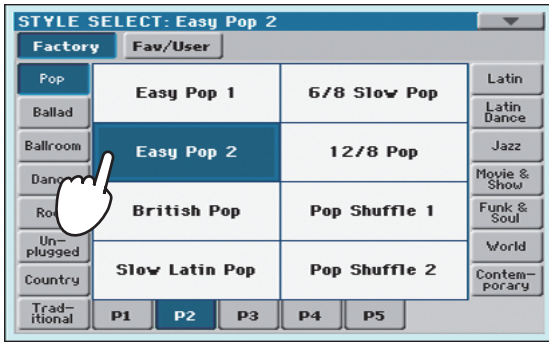 STYLE SELECT: Easy Pop 2
Factory Fav/User
Pop
Ballad
Ballroom
Country
Un-
plugged
Trad-
itional
Easy Pop 1 6/8 Slow Pop
Easy Pop 2 12/8 Pop
British Pop Pop Shuffle 1
Slow Latin Pop Pop Shuffle 2
Latin
Latin
Dance
Jazz
Movie &
Show
Funk &
Soul
World
Contem-
porary
P1 P2 P3 P4 P5